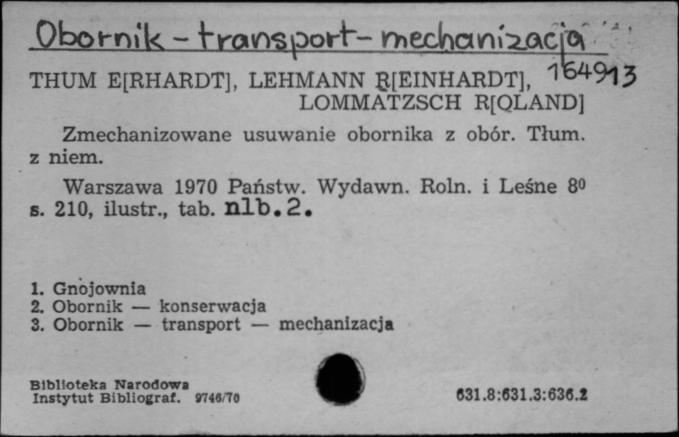 Obornik – transport – mechanizacja
164913
THUM E[RHARDT], LEHMANN R[EINHARDT],
LOMMATZSCH R[OLAND]
Zmechanizowane usuwanie obornika z obór. Tłum.
z niem.
Warszawa 1970 Państw. Wydawn. Roln. i Leśne 8º
s. 210, ilustr., tab. nlb. 2.
1. Gnojownia
2. Obornik — konserwacja
3. Obornik — transport — mechanizacja
Biblioteka Narodowa
Instytut Bibliograf. 9746/70
631.8:631.3:636.2